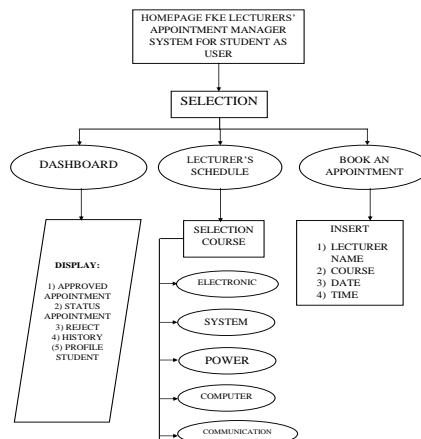 HOMEPAGE FKE LECTURERS'
APPOINTMENT MANAGER
SYSTEM FOR STUDENT AS
USER
SELECTION
DASHBOARD
LECTURER'S
SCHEDULE
BOOK AN
APPOINTMENT
DISPLAY:
1) APPROVED
APPOINTMENT
2) STATUS
APPOINTMENT
3) REJECT
4) HISTORY
(5) PROFILE
STUDENT
SELECTION
COURSE
ELECTRONIC
SYSTEM
POWER
COMPUTER
COMMUNICATION
INSERT
1) LECTURER
NAME
2) COURSE
3) DATE
4) TIME